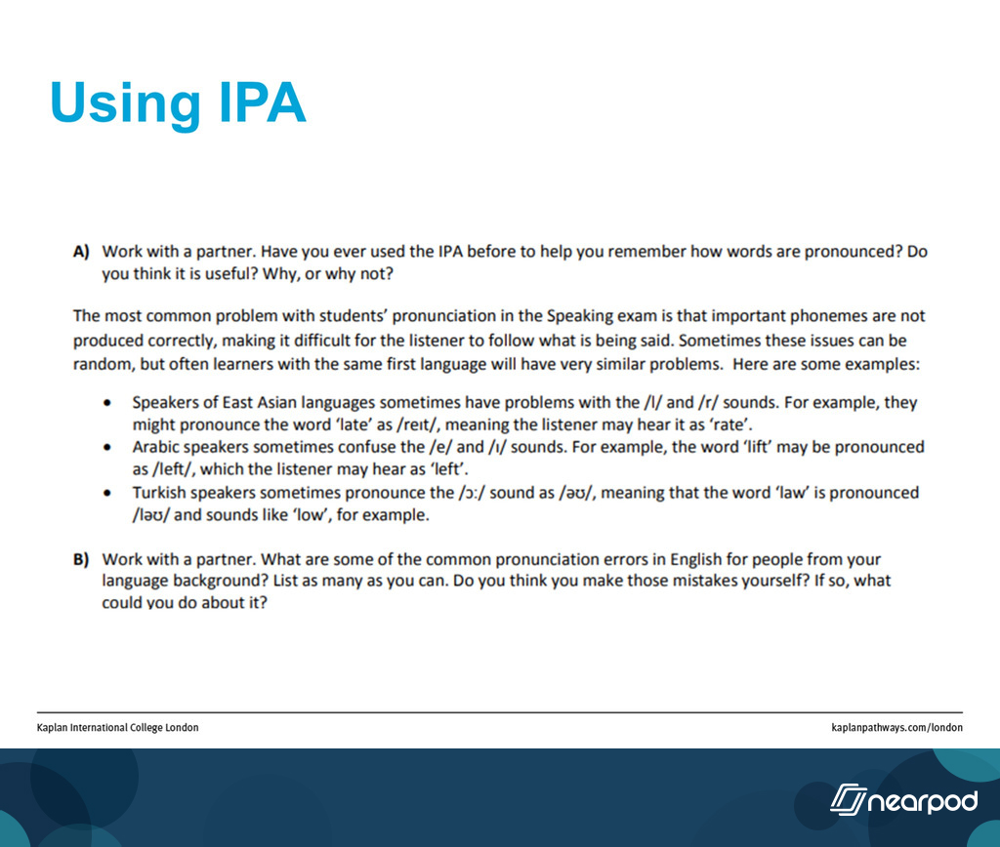 Using IPA
A) Work with a partner. Have you ever used the IPA before to help you remember how words are pronounced? Do
you think it is useful? Why, or why not?
The most common problem with students’ pronunciation in the Speaking exam is that important phonemes are not
produced correctly, making it difficult for the listener to follow what is being said. Sometimes these issues can be
random, but often learners with the same first language will have very similar problems.  Here are some examples:
• Speakers of East Asian languages sometimes have problems with the /l/ and /r/ sounds. For example, they
might pronounce the word ‘late’ as /reɪt/, meaning the listener may hear it as ‘rate’.
• Arabic speakers sometimes confuse the /e/ and /ɪ/ sounds. For example, the word ‘lift’ may be pronounced
as /left/, which the listener may hear as ‘left’.
• Turkish speakers sometimes pronounce the /ɔː/ sound as /əʊ/, meaning that the word ‘law’ is pronounced
/ləʊ/ and sounds like ‘low’, for example.
B) Work with a partner. What are some of the common pronunciation errors in English for people from your
language background? List as many as you can. Do you think you make those mistakes yourself? If so, what
could you do about it?
Kaplan International College London
kaplanpathways.com/london
nearpod